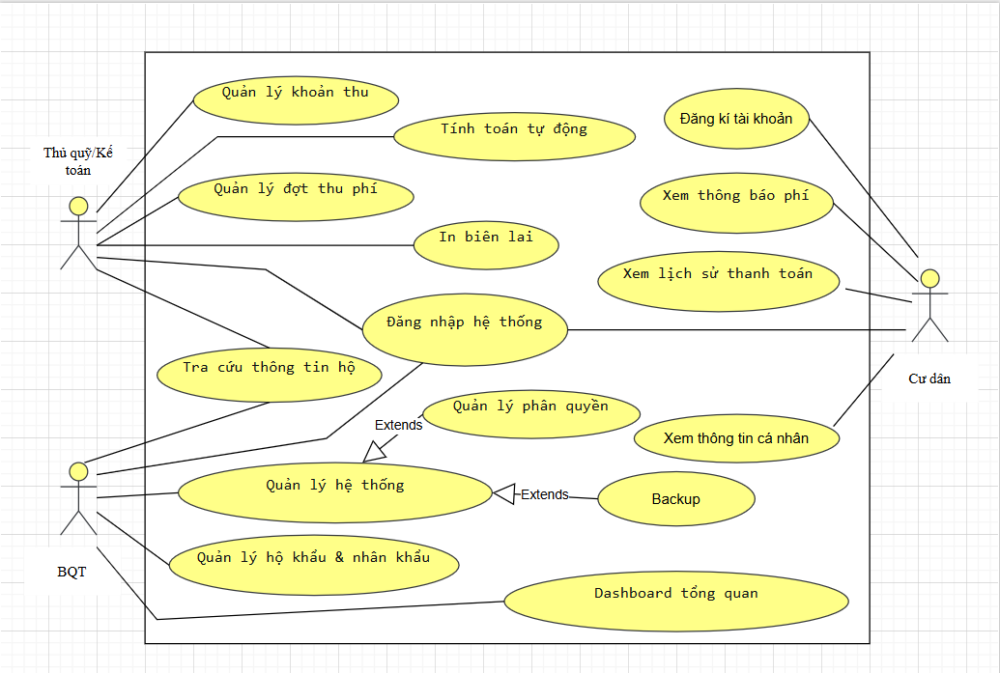 Quản lý khoản thu
Tính toán tự động
Đăng kí tài khoản
Thủ quỹ/Kế
toán
Quản lý đợt thu phí
Xem thông báo phí
In biên lai
Xem lịch sử thanh toán
Đăng nhập hệ thống
Tra cứu thông tin hộ
Cư dân
Quản lý phân quyền
Extends
Xem thông tin cá nhân
Quản lý hệ thống
Extends
Backup
Quản lý hộ khẩu & nhân khẩu
BQT
Dashboard tổng quan